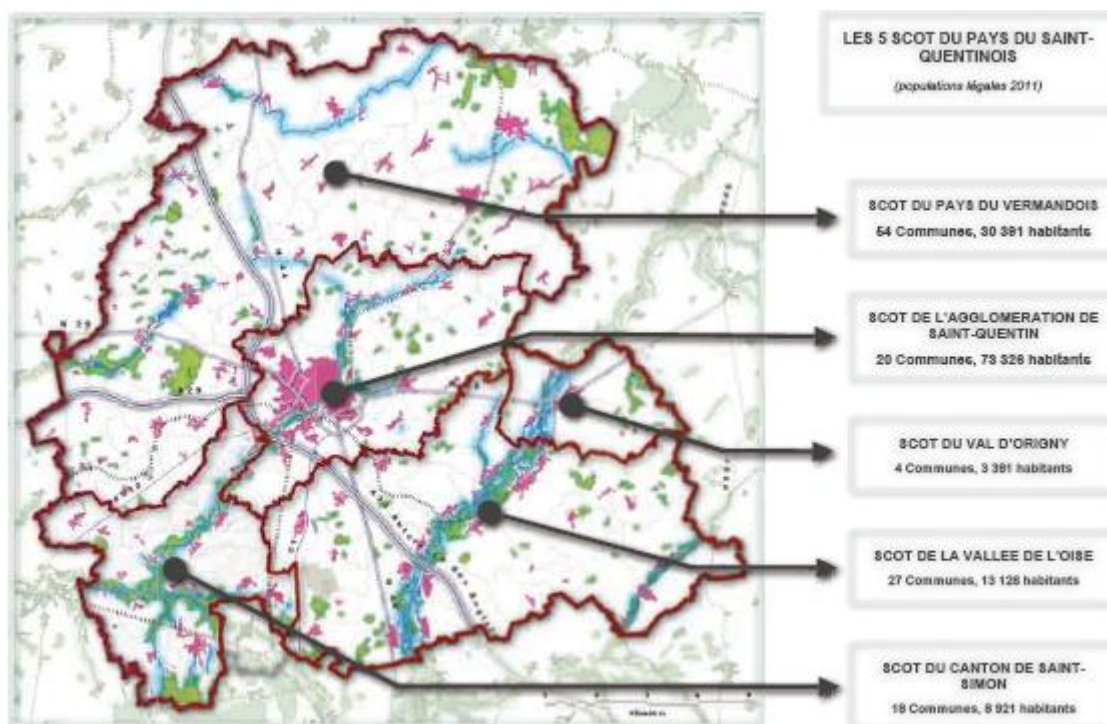 LES 5 SCOT DU PAYS DU SAINT-
QUENTINOIS
(populations légales 2011)
SCOT DU PAYS DU VERMANDOIS
54 Communes, 30 391 habitants
SCOT DE L'AGGLOMERATION DE
SAINT-QUENTIN
20 Communes, 73 326 habitants
SCOT DU VAL D'ORIGNY
4 Communes, 3 381 habitants
SCOT DE LA VALLEE DE L'OISE
27 Communes, 13 126 habitants
SCOT DU CANTON DE SAINT-
SIMON
18 Communes, 8 921 habitants
N 29